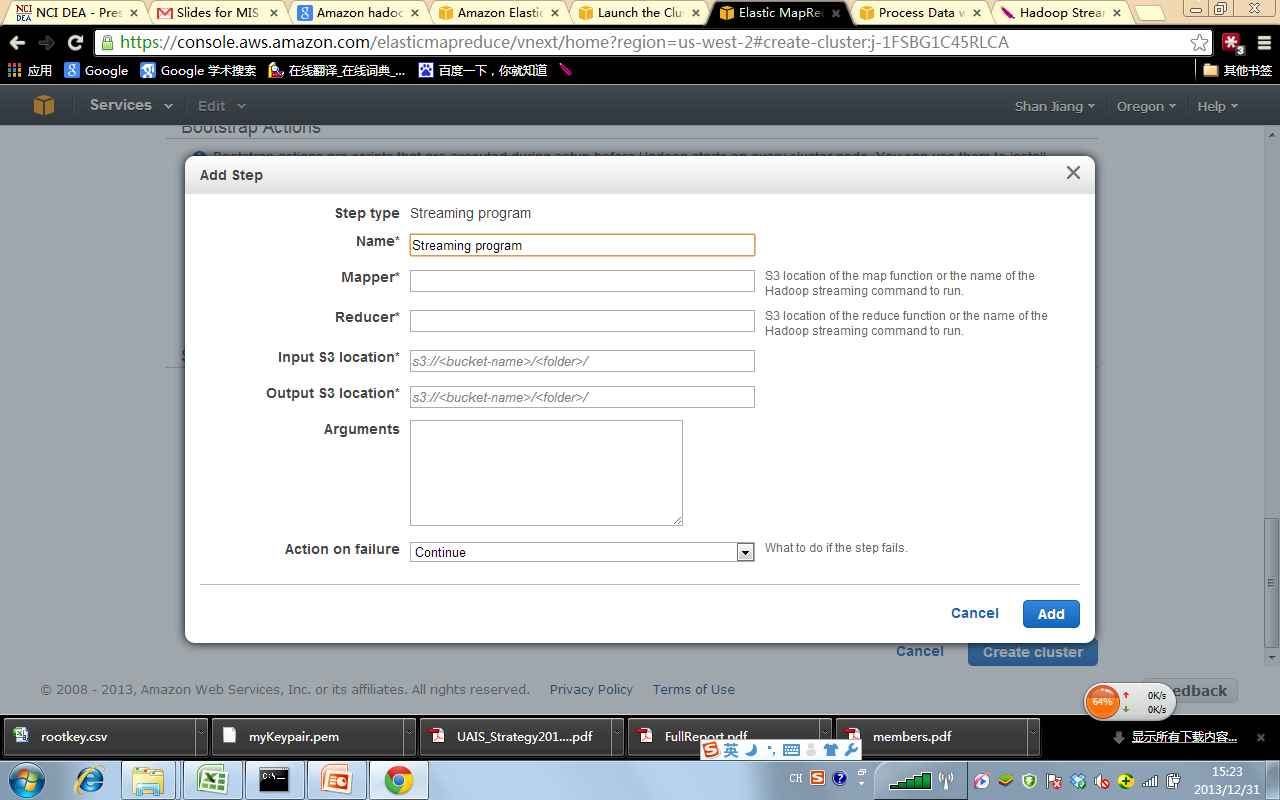 NCI DEA - Pres
Slides for MIS
Amazon hadoo
Amazon Elastic
Launch the Clus
Elastic MapRed
Process Data w
Hadoop Stream
https://console.aws.amazon.com/elasticmapreduce/vnext/home?region=us-west-2#create-cluster:j-1FSBG1C45RLCA
应用
Google
Google 学术搜索
在线翻译_在线词典_...
百度一下，你就知道
其他书签
Services
Edit
Shan Jiang
Oregon
Help
Bootstrap Actions
Add Step
Step type Streaming program
Name* Streaming program
Mapper*
S3 location of the map function or the name of the
Hadoop streaming command to run.
Reducer*
S3 location of the reduce function or the name of the
Hadoop streaming command to run.
Input S3 location* s3://<bucket-name>/<folder>/
Output S3 location* s3://<bucket-name>/<folder>/
Arguments
Action on failure Continue What to do if the step fails.
Cancel Add
Cancel Create cluster
© 2008 - 2013, Amazon Web Services, Inc. or its affiliates. All rights reserved. Privacy Policy Terms of Use
64%
0K/s
0K/s
edback
rootkey.csv
myKeypair.pem
UAIS_Strategy201....pdf
FullReport.pdf
members.pdf
显示所有下载内容...
英
CH
15:23
2013/12/31